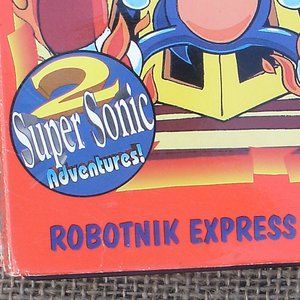 2
Super Sonic
Adventures!
ROBOTNIK EXPRESS